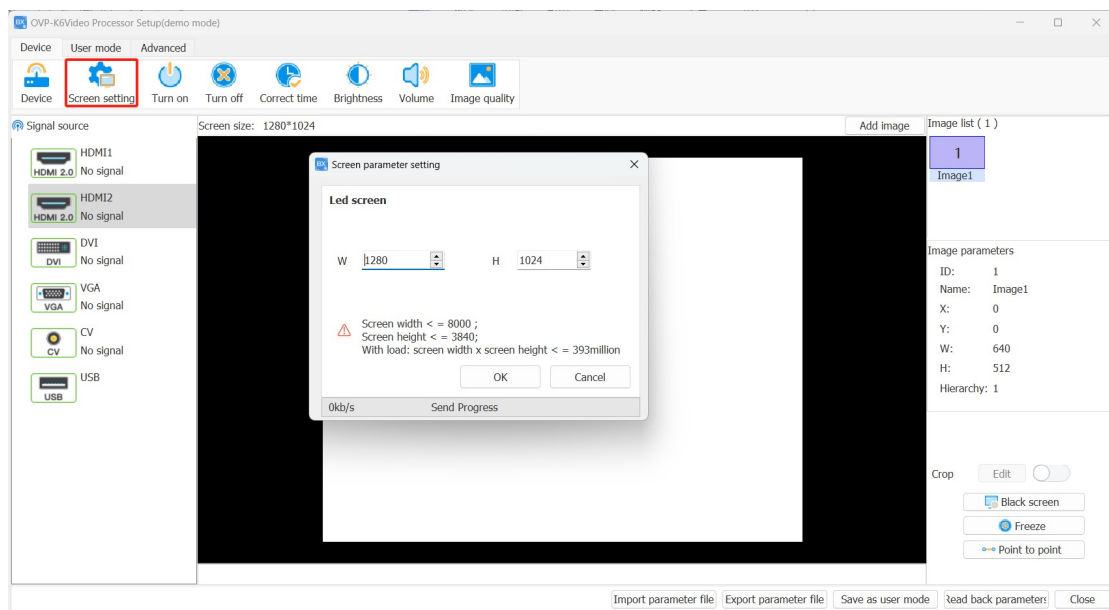 OVP-K6Video Processor Setup(demo mode)
Device User mode Advanced
Device Screen setting Turn on Turn off Correct time Brightness Volume Image quality
Signal source
HDMI1
HDMI 2.0 No signal
HDMI2
HDMI 2.0 No signal
DVI
DVI No signal
VGA
VGA No signal
CV
CV No signal
USB
USB
Screen size: 1280*1024
Add image
Screen parameter setting
Led screen
W 1280 H 1024
Screen width < = 8000 ;
Screen height < = 3840;
With load: screen width x screen height < = 393million
OK Cancel
0kb/s Send Progress
Image list ( 1 )
1
Image1
Image parameters
ID: 1
Name: Image1
X: 0
Y: 0
W: 640
H: 512
Hierarchy: 1
Crop Edit
Black screen
Freeze
Point to point
Import parameter file Export parameter file Save as user mode Read back parameters Close